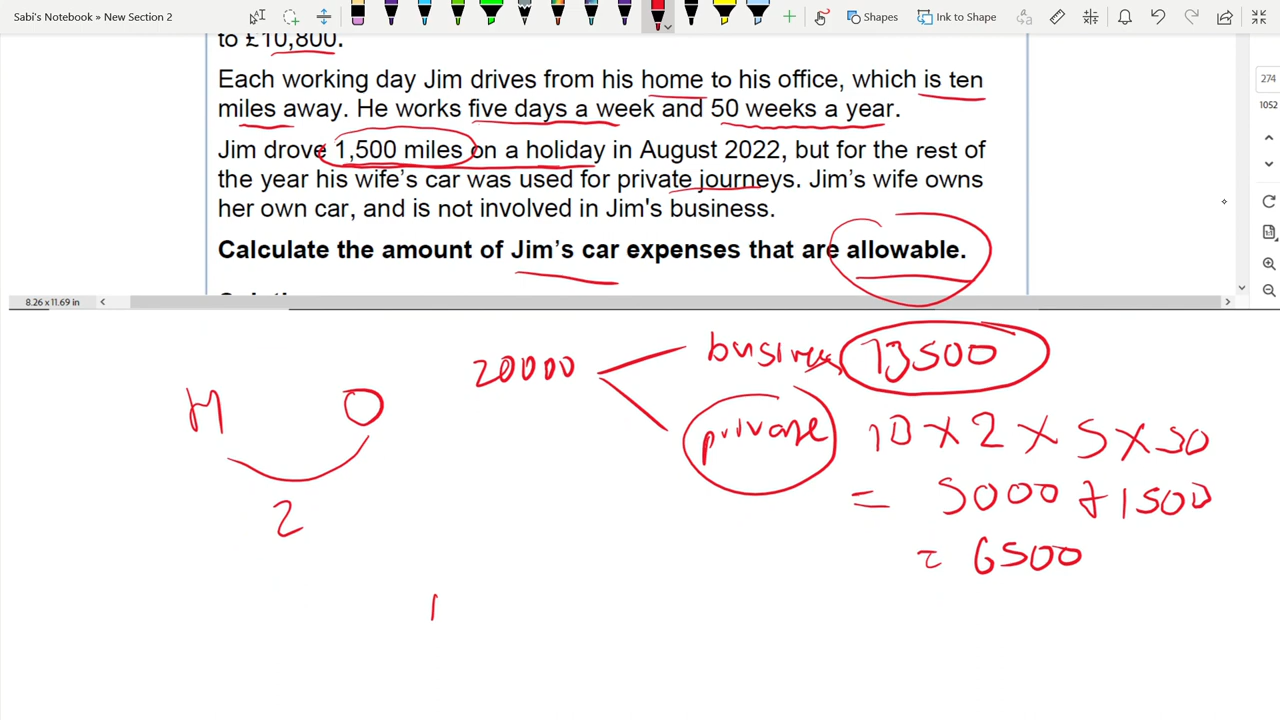 Sabi's Notebook » New Section 2
Shapes
Ink to Shape
to £10,800.
Each working day Jim drives from his home to his office, which is ten
miles away. He works five days a week and 50 weeks a year.
Jim drove 1,500 miles on a holiday in August 2022, but for the rest of
the year his wife's car was used for private journeys. Jim's wife owns
her own car, and is not involved in Jim's business.
Calculate the amount of Jim's car expenses that are allowable.
274
1052
8.26 x 11.69 in
20000
business 13500
private
H O
2
10 X 2 X 5 X 50
= 5000 + 1500
= 6500
1